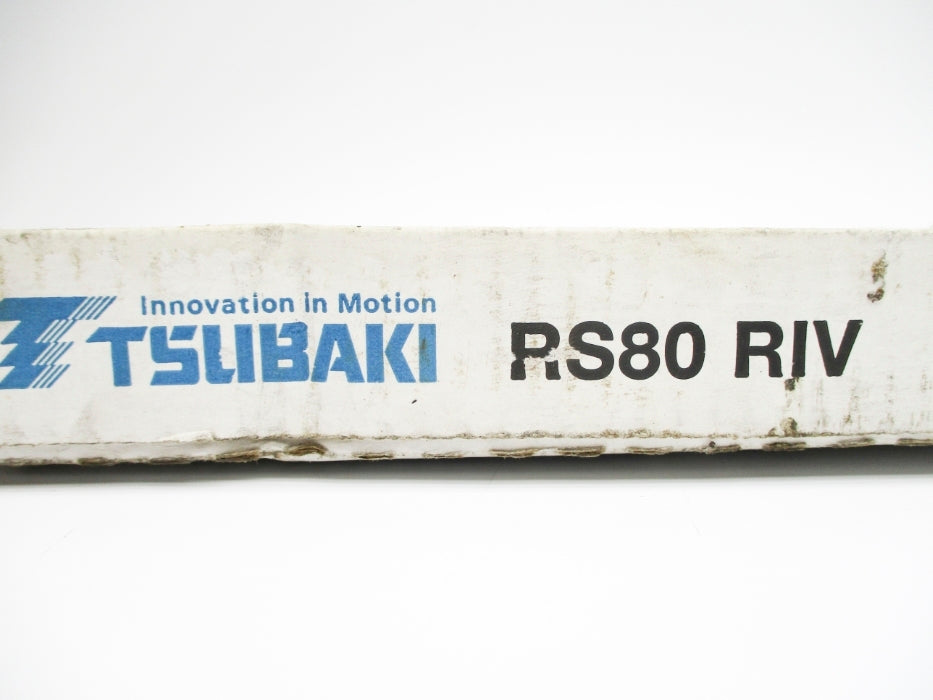 Innovation in Motion
TSUBAKI
RS80 RIV